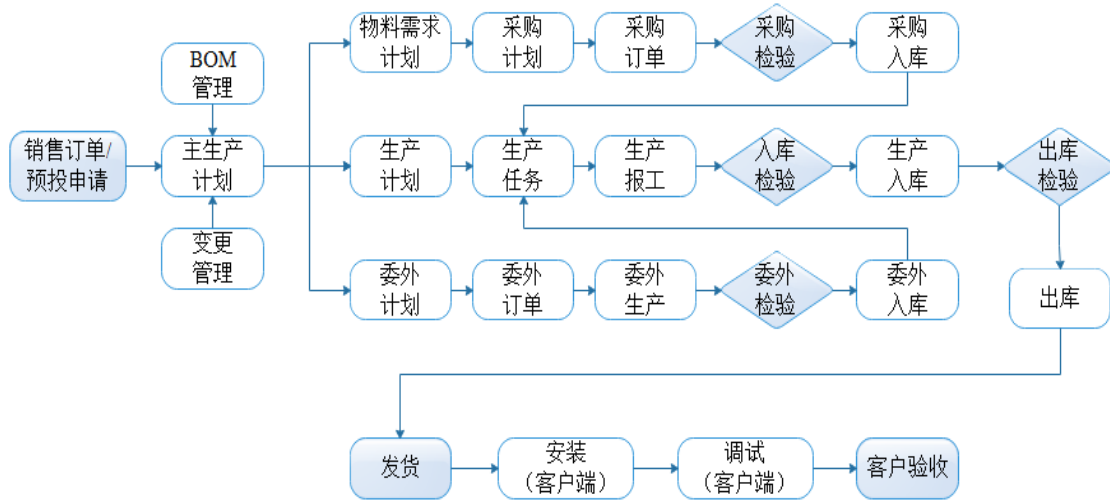 BOM
管理
销售订单/
预投申请
主生产
计划
变更
管理
物料需求
计划
采购
计划
采购
订单
采购
检验
采购
入库
生产
计划
生产
任务
生产
报工
入库
检验
生产
入库
出库
检验
委外
计划
委外
订单
委外
生产
委外
检验
委外
入库
出库
发货
安装
（客户端）
调试
（客户端）
客户验收